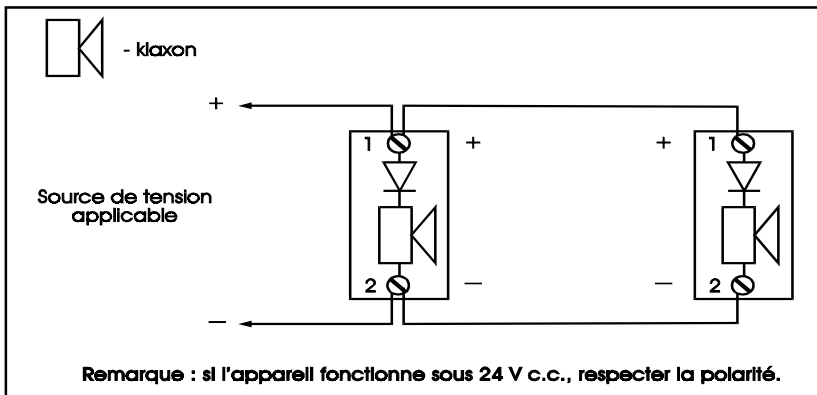 - klaxon
+
1 + + 1
Source de tension
applicable
2 — — 2
—
Remarque : si l'appareil fonctionne sous 24 V c.c., respecter la polarité.